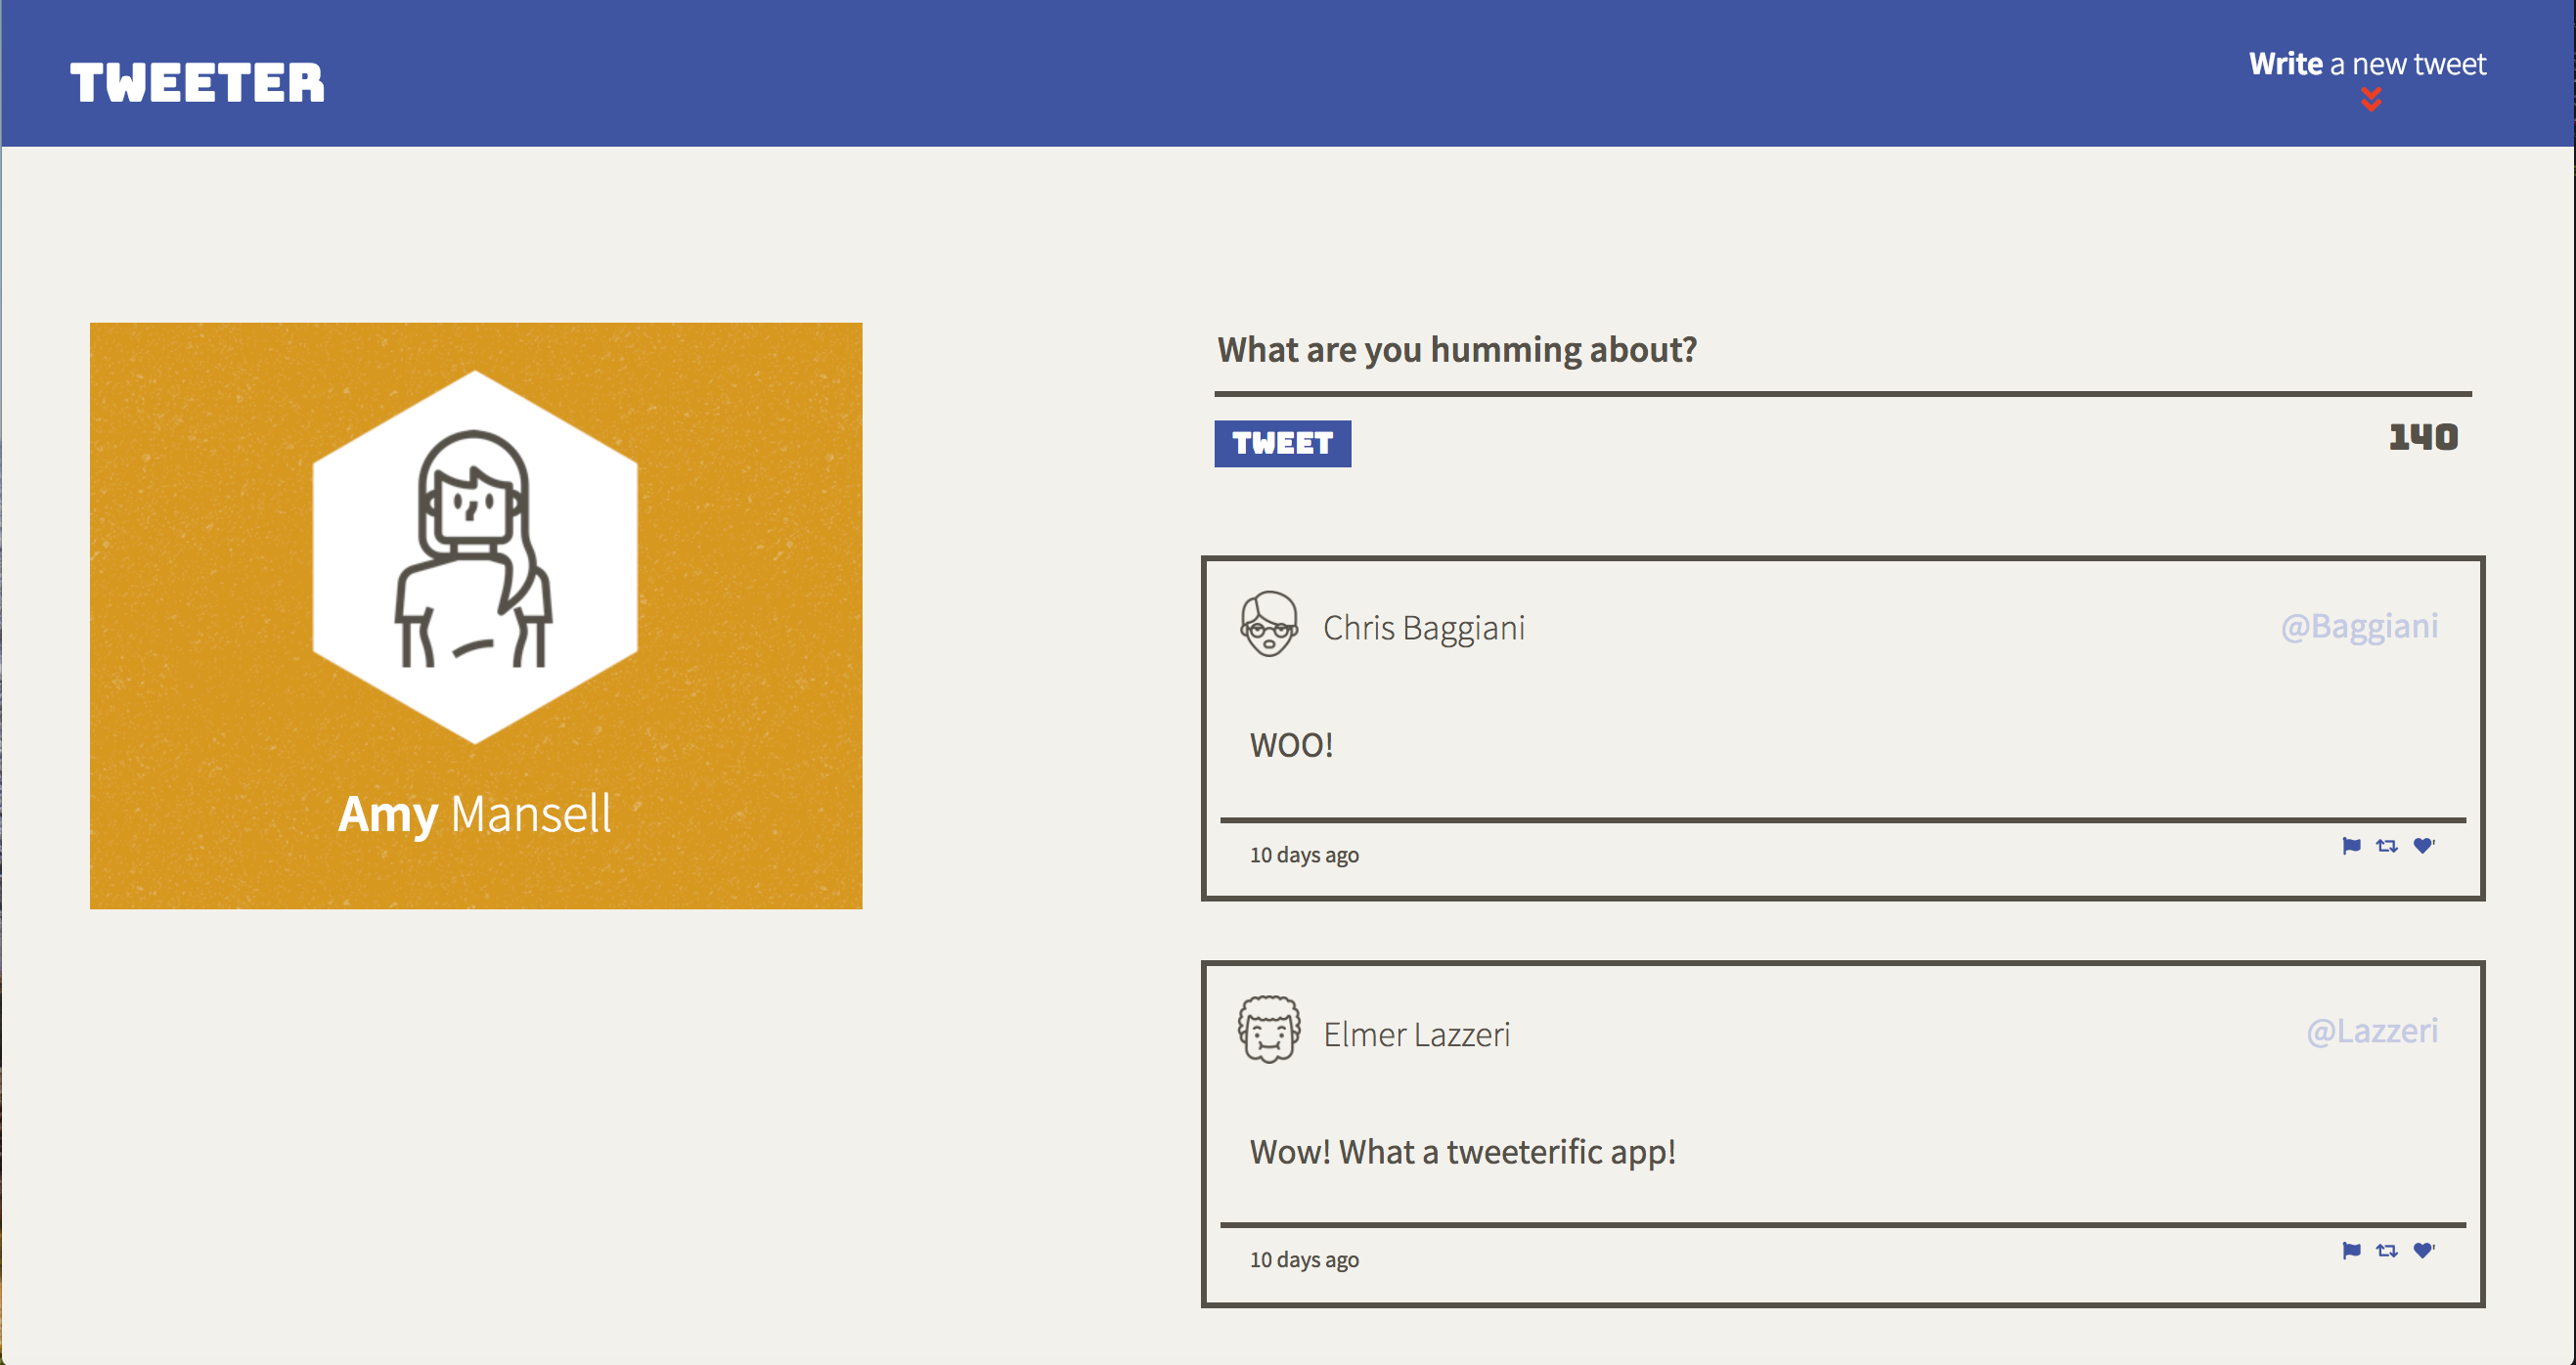 TWEETER
Write a new tweet
Amy Mansell
What are you humming about?
TWEET
140
Chris Baggiani
@Baggiani
WOO!
10 days ago
Elmer Lazzeri
@Lazzeri
Wow! What a tweeterific app!
10 days ago